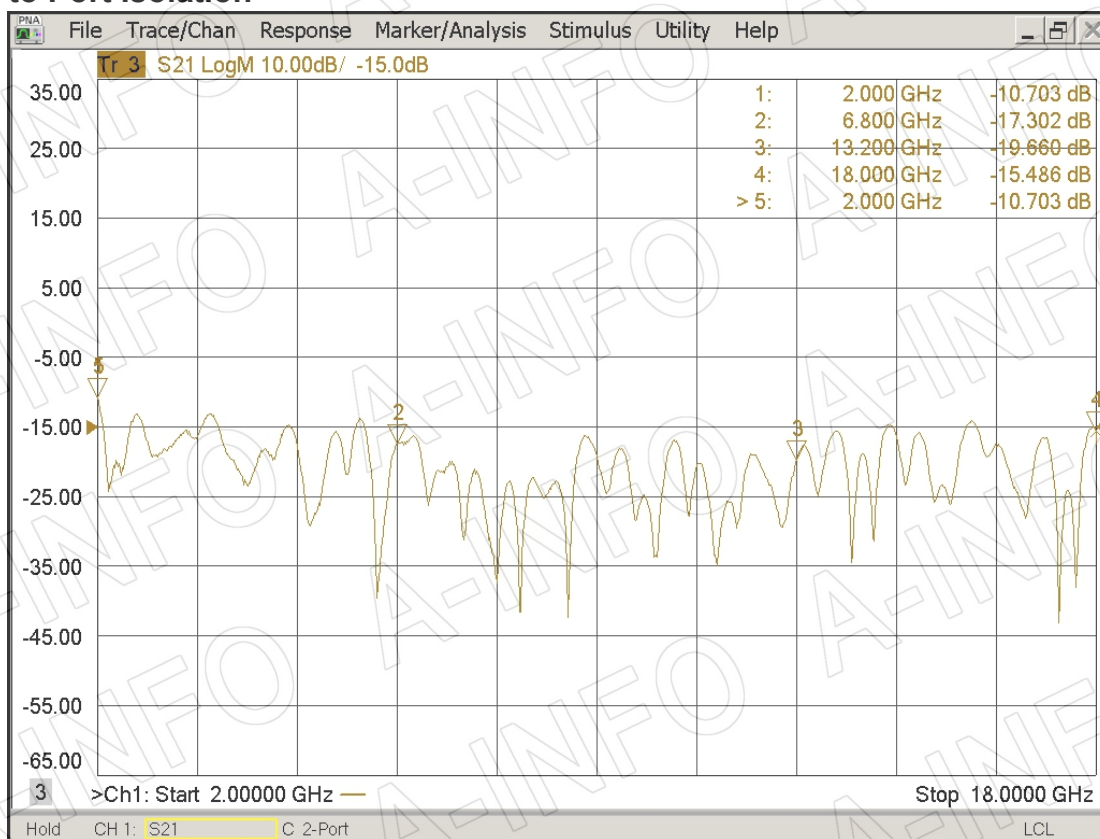 to Port Isolation
PNA
File Trace/Chan Response Marker/Analysis Stimulus Utility Help
Tr 3 S21 LogM 10.00dB/ -15.0dB
35.00
25.00
15.00
5.00
-5.00
-15.00
-25.00
-35.00
-45.00
-55.00
-65.00
1: 2.000 GHz -10.703 dB
2: 6.800 GHz -17.302 dB
3: 13.200 GHz -19.660 dB
4: 18.000 GHz -15.486 dB
> 5: 2.000 GHz -10.703 dB
2
3
4
3 >Ch1: Start 2.00000 GHz Stop 18.0000 GHz
Hold CH 1: S21 C 2-Port LCL
A-INFO